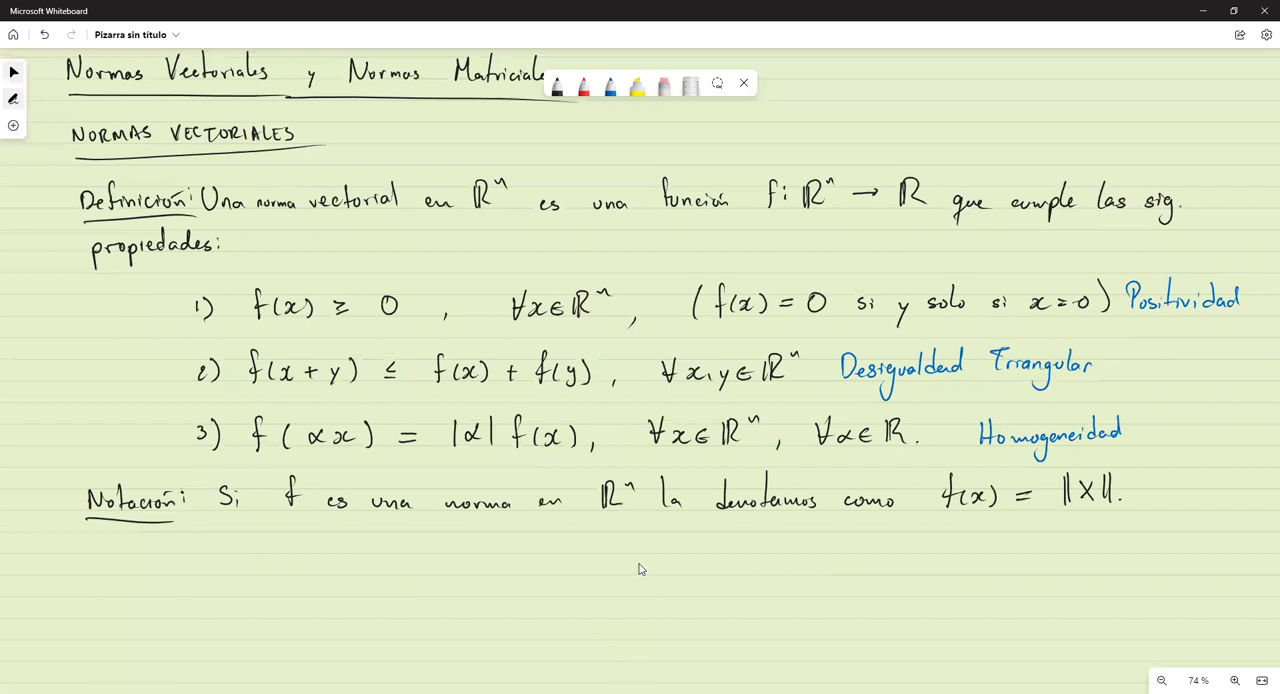 Microsoft Whiteboard
Pizarra sin título
Normas Vectoriales y Normas Matriciale
NORMAS VECTORIALES
Definición: Una norma vectorial en ℝⁿ es una función f: ℝⁿ → ℝ que cumple las sig.
propiedades:
1) f(x) ≥ 0 , ∀x∈ℝⁿ, (f(x) = 0 si y solo si x=0) Positividad
2) f(x + y) ≤ f(x) + f(y), ∀x,y∈ℝⁿ Desigualdad Triangular
3) f(αx) = |α| f(x), ∀x∈ℝⁿ, ∀α∈ℝ. Homogeneidad
Notación: Si f es una norma en ℝⁿ la denotamos como f(x) = ‖x‖.
74 %